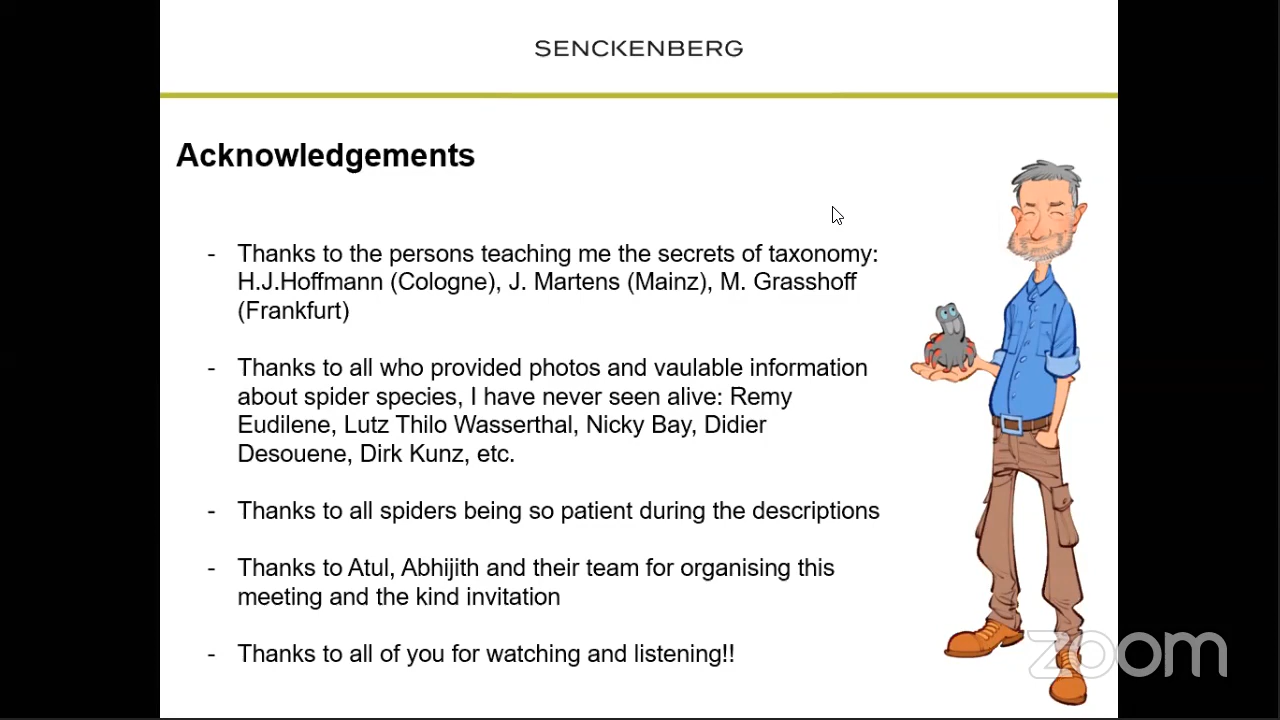 SENCKENBERG
Acknowledgements
- Thanks to the persons teaching me the secrets of taxonomy:
H.J.Hoffmann (Cologne), J. Martens (Mainz), M. Grasshoff
(Frankfurt)
- Thanks to all who provided photos and vaulable information
about spider species, I have never seen alive: Remy
Eudilene, Lutz Thilo Wasserthal, Nicky Bay, Didier
Desouene, Dirk Kunz, etc.
- Thanks to all spiders being so patient during the descriptions
- Thanks to Atul, Abhijith and their team for organising this
meeting and the kind invitation
- Thanks to all of you for watching and listening!!
zoom